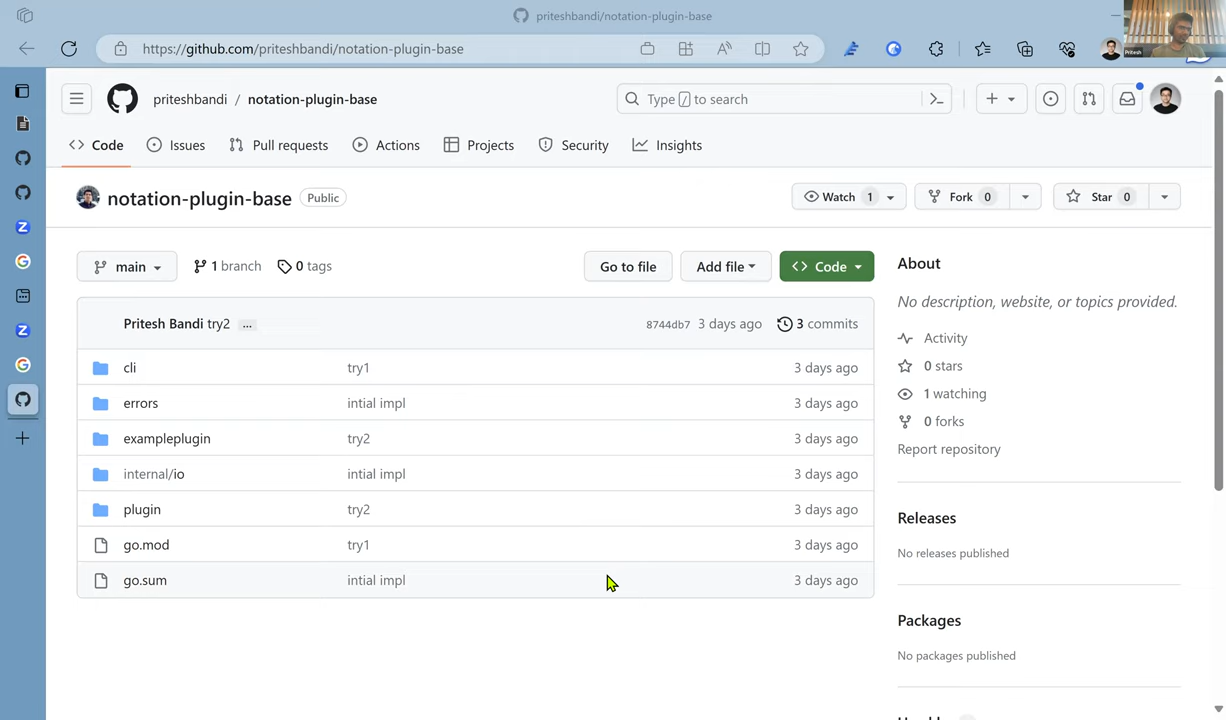 priteshbandi/notation-plugin-base
https://github.com/priteshbandi/notation-plugin-base
Pritesh
priteshbandi / notation-plugin-base
Type / to search
Code
Issues
Pull requests
Actions
Projects
Security
Insights
notation-plugin-base Public
Watch 1
Fork 0
Star 0
main
1 branch
0 tags
Go to file
Add file
Code
Pritesh Bandi try2 ...
8744db7 3 days ago
3 commits
cli try1 3 days ago
errors intial impl 3 days ago
exampleplugin try2 3 days ago
internal/io intial impl 3 days ago
plugin try2 3 days ago
go.mod try1 3 days ago
go.sum intial impl 3 days ago
About
No description, website, or topics provided.
Activity
0 stars
1 watching
0 forks
Report repository
Releases
No releases published
Packages
No packages published